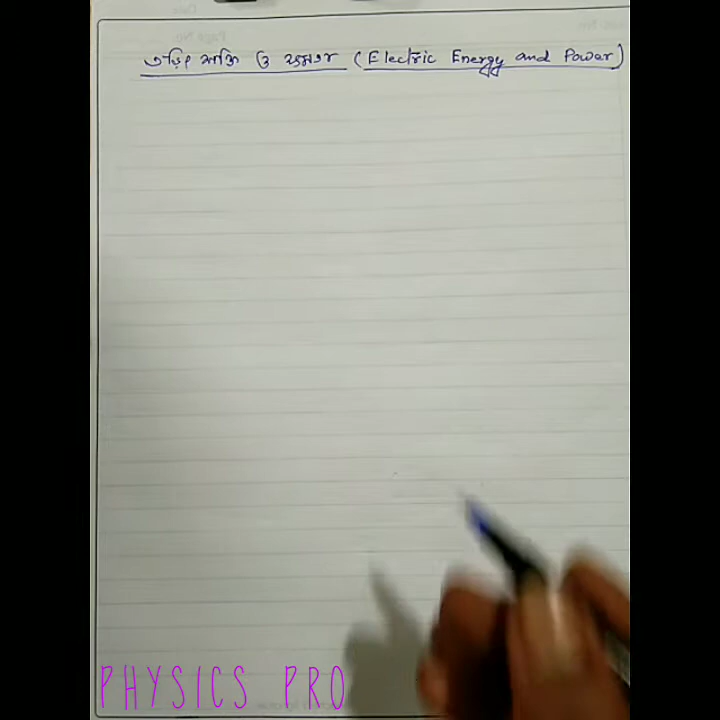 তড়িৎ শক্তি ও ক্ষমতা (Electric Energy and Power)
PHYSICS PRO